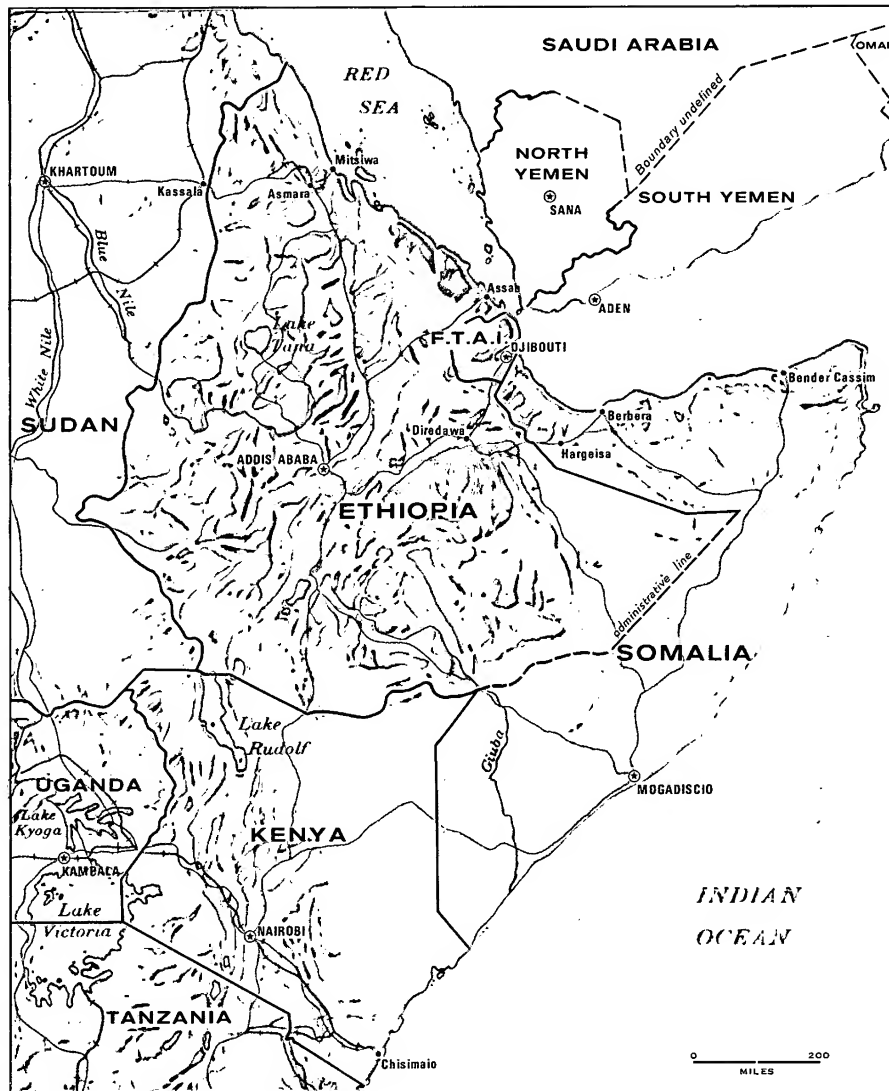 SAUDI ARABIA
OMAN
RED
SEA
Boundary undefined
NORTH
YEMEN
SANA
SOUTH YEMEN
KHARTOUM
Kassala
Asmara
Mitsiwa
Blue
Nile
White Nile
Lake
Tana
Assab
ADEN
F.T.A.I.
DJIBOUTI
Bender Cassim
SUDAN
Diredawa
Berbera
Hargeisa
ADDIS ABABA
ETHIOPIA
administrative line
SOMALIA
Lake
Rudolf
Giuba
UGANDA
Lake
Kyoga
KENYA
MOGADISCIO
KAMBALA
Lake
Victoria
NAIROBI
INDIAN
OCEAN
TANZANIA
Chisimaio
0 200
MILES